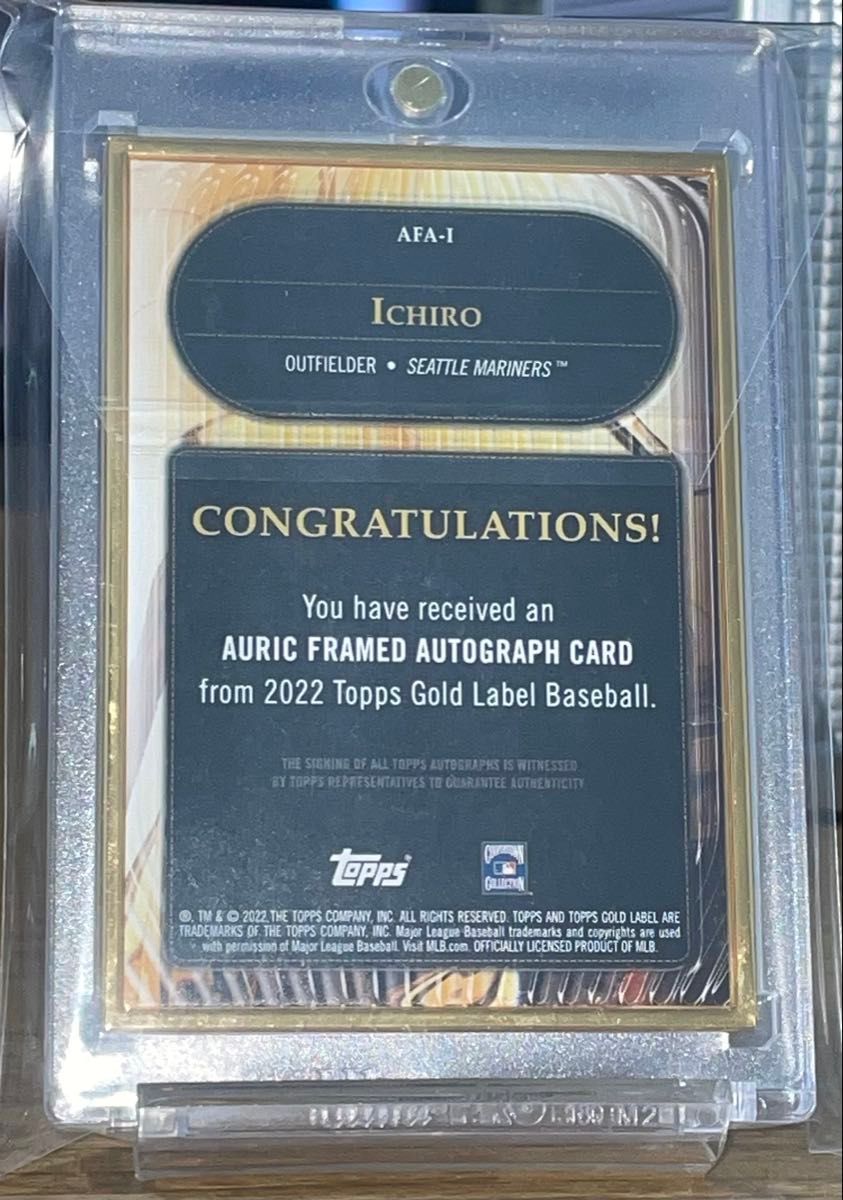 AFA-I
ICHIRO
OUTFIELDER • SEATTLE MARINERS™
CONGRATULATIONS!
You have received an
AURIC FRAMED AUTOGRAPH CARD
from 2022 Topps Gold Label Baseball.
THE SIGNING OF ALL TOPPS AUTOGRAPHS IS WITNESSED
BY TOPPS REPRESENTATIVES TO GUARANTEE AUTHENTICITY
topps®
COOPERSTOWN
COLLECTION
®, TM & © 2022 THE TOPPS COMPANY, INC. ALL RIGHTS RESERVED. TOPPS AND TOPPS GOLD LABEL ARE
TRADEMARKS OF THE TOPPS COMPANY, INC. Major League Baseball trademarks and copyrights are used
with permission of Major League Baseball. Visit MLB.com. OFFICIALLY LICENSED PRODUCT OF MLB.